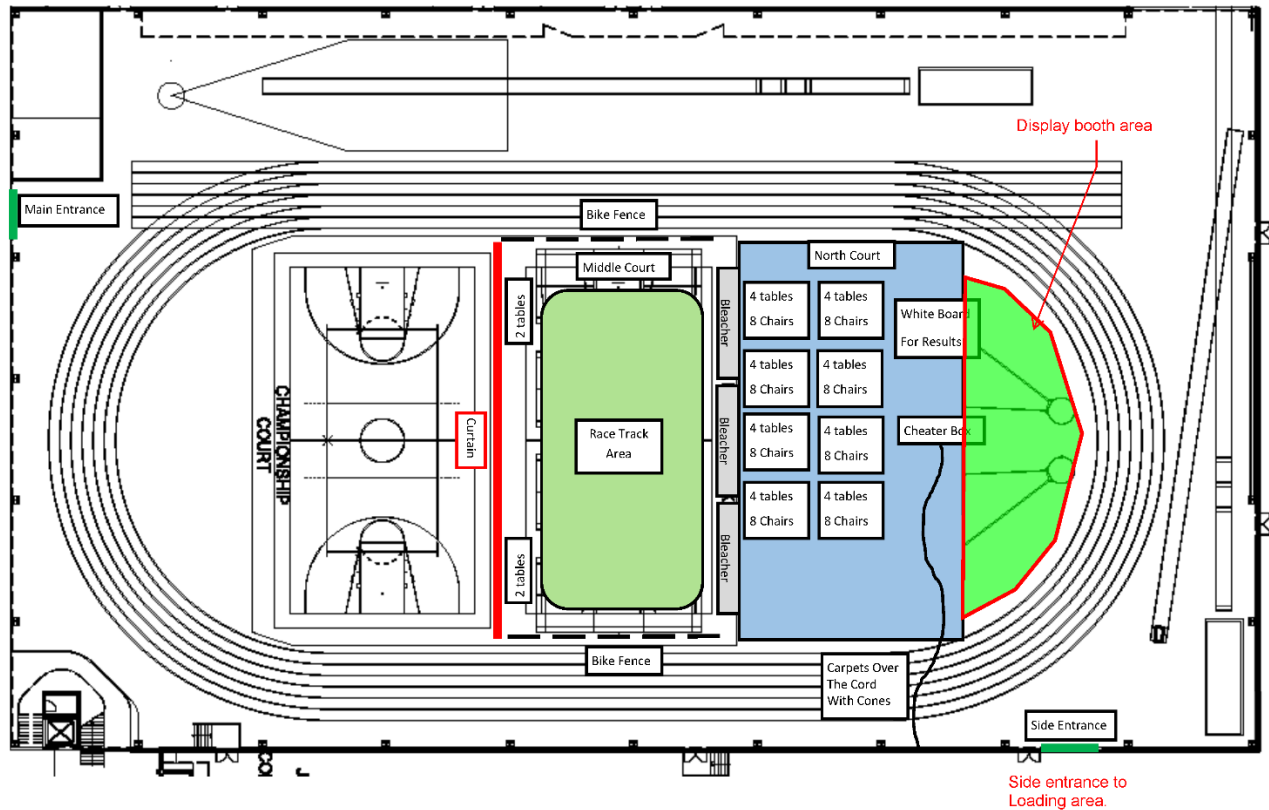 Display booth area
Main Entrance
Bike Fence
Middle Court
North Court
2 tables
Bleacher
4 tables
8 Chairs
4 tables
8 Chairs
White Board
For Results
4 tables
8 Chairs
4 tables
8 Chairs
CHAMPIONSHIP
COURT
Curtain
Race Track
Area
Bleacher
4 tables
8 Chairs
4 tables
8 Chairs
Cheater Box
4 tables
8 Chairs
4 tables
8 Chairs
2 tables
Bleacher
Bike Fence
Carpets Over
The Cord
With Cones
Side Entrance
Side entrance to
Loading area.